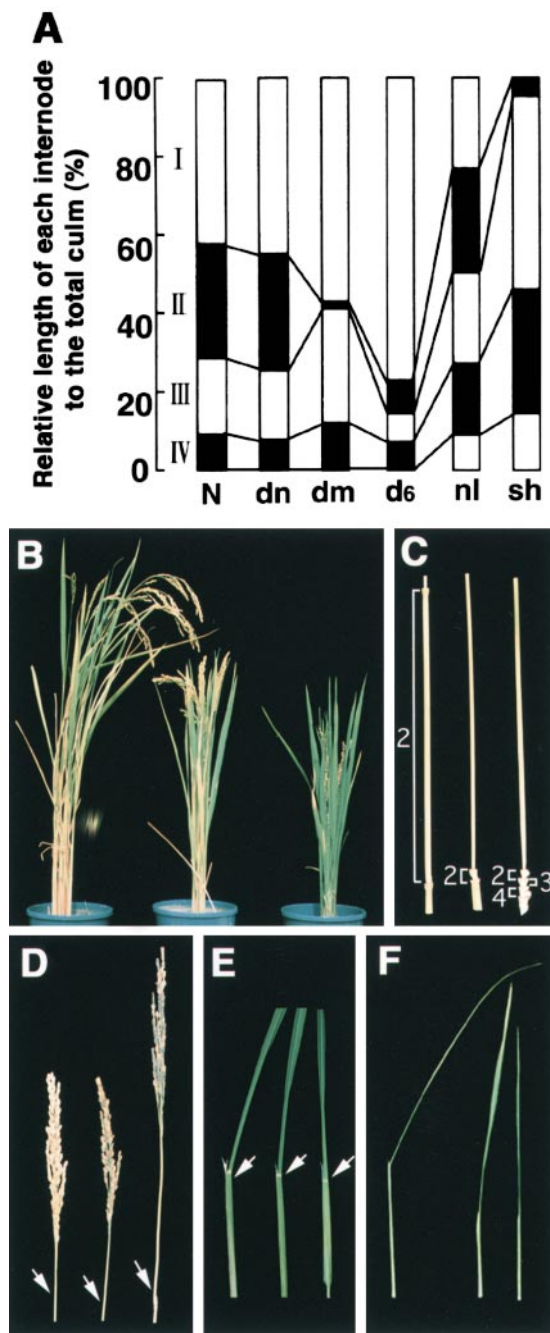 A
Relative length of each internode
to the total culm (%)
100
80
60
40
20
0
I
II
III
IV
N dn dm d6 nl sh
B
C
2
2
2
3
4
D
E
F